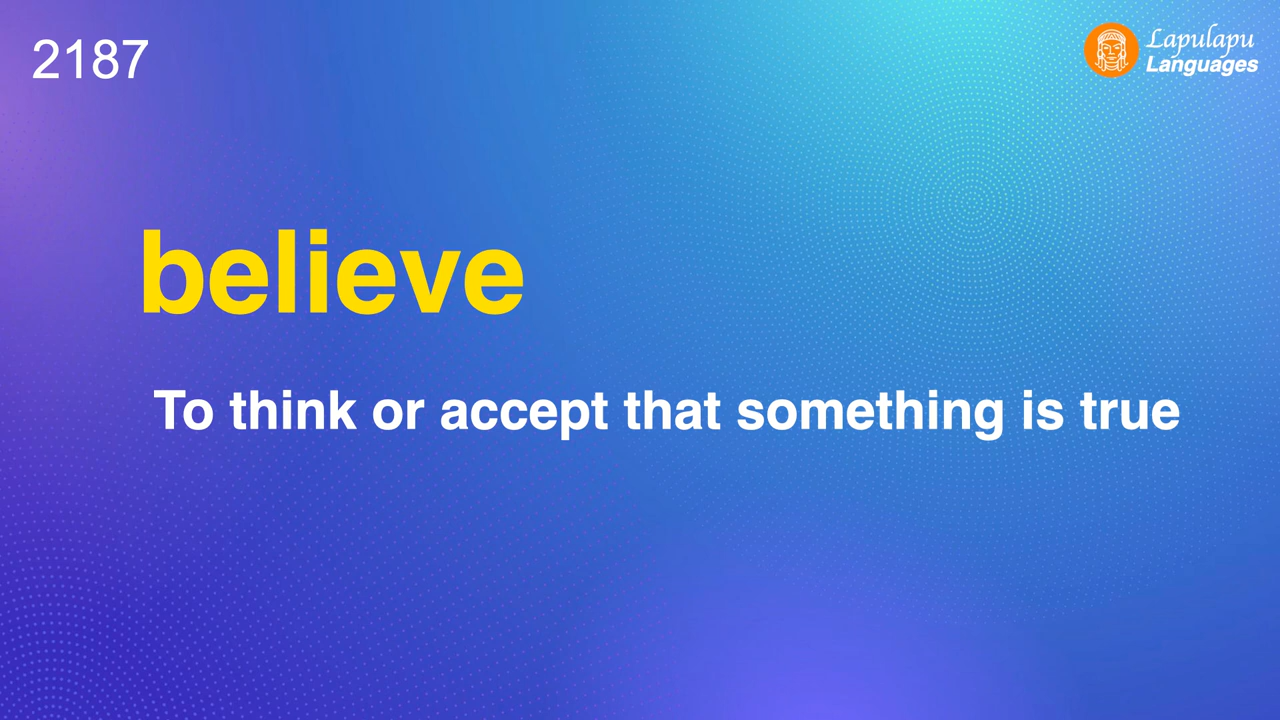 2187
Lapulapu
Languages
believe
To think or accept that something is true